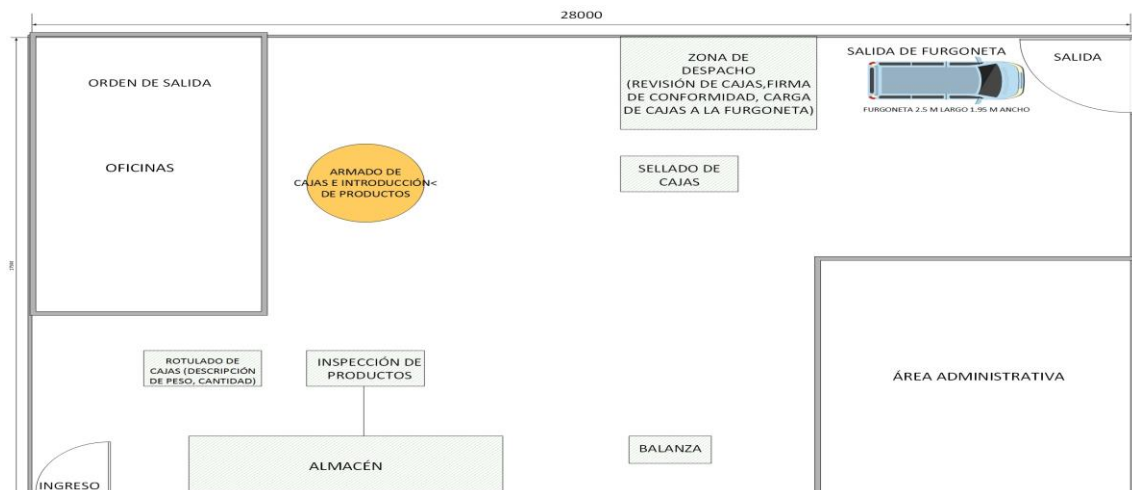 28000
ORDEN DE SALIDA
OFICINAS
ARMADO DE
CAJAS E INTRODUCCIÓN<
DE PRODUCTOS
ZONA DE
DESPACHO
(REVISIÓN DE CAJAS,FIRMA
DE CONFORMIDAD, CARGA
DE CAJAS A LA FURGONETA)
SALIDA DE FURGONETA
SALIDA
FURGONETA 2.5 M LARGO 1.95 M ANCHO
SELLADO DE
CAJAS
ROTULADO DE
CAJAS (DESCRIPCIÓN
DE PESO, CANTIDAD)
INSPECCIÓN DE
PRODUCTOS
ÁREA ADMINISTRATIVA
ALMACÉN
BALANZA
INGRESO